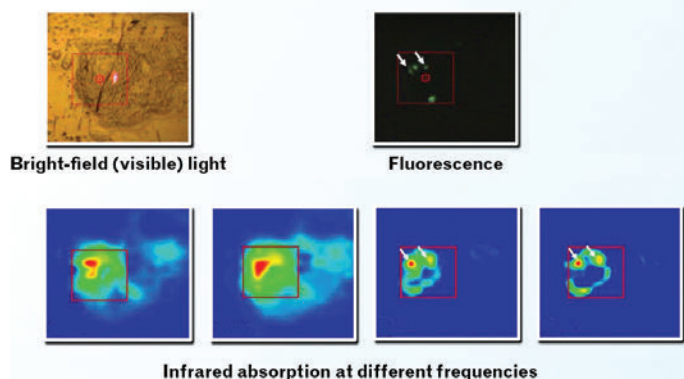 Bright-field (visible) light
Fluorescence
Infrared absorption at different frequencies